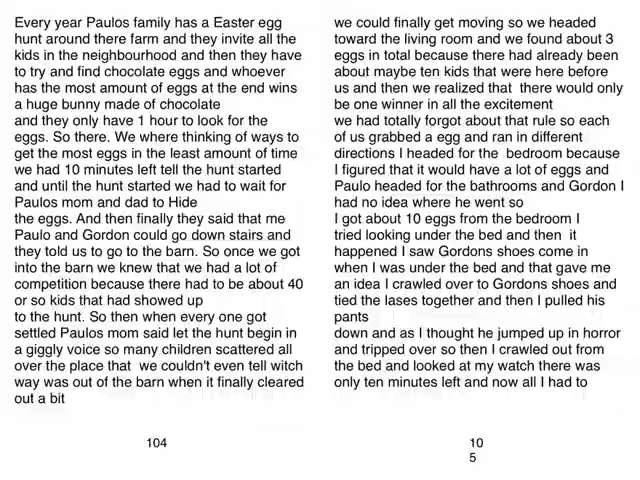 Every year Paulos family has a Easter egg
hunt around there farm and they invite all the
kids in the neighbourhood and then they have
to try and find chocolate eggs and whoever
has the most amount of eggs at the end wins
a huge bunny made of chocolate
and they only have 1 hour to look for the
eggs. So there. We where thinking of ways to
get the most eggs in the least amount of time
we had 10 minutes left tell the hunt started
and until the hunt started we had to wait for
Paulos mom and dad to Hide
the eggs. And then finally they said that me
Paulo and Gordon could go down stairs and
they told us to go to the barn. So once we got
into the barn we knew that we had a lot of
competition because there had to be about 40
or so kids that had showed up
to the hunt. So then when every one got
settled Paulos mom said let the hunt begin in
a giggly voice so many children scattered all
over the place that we couldn't even tell witch
way was out of the barn when it finally cleared
out a bit
104
we could finally get moving so we headed
toward the living room and we found about 3
eggs in total because there had already been
about maybe ten kids that were here before
us and then we realized that there would only
be one winner in all the excitement
we had totally forgot about that rule so each
of us grabbed a egg and ran in different
directions I headed for the bedroom because
I figured that it would have a lot of eggs and
Paulo headed for the bathrooms and Gordon I
had no idea where he went so
I got about 10 eggs from the bedroom I
tried looking under the bed and then it
happened I saw Gordons shoes come in
when I was under the bed and that gave me
an idea I crawled over to Gordons shoes and
tied the lases together and then I pulled his
pants
down and as I thought he jumped up in horror
and tripped over so then I crawled out from
the bed and looked at my watch there was
only ten minutes left and now all I had to
10
5